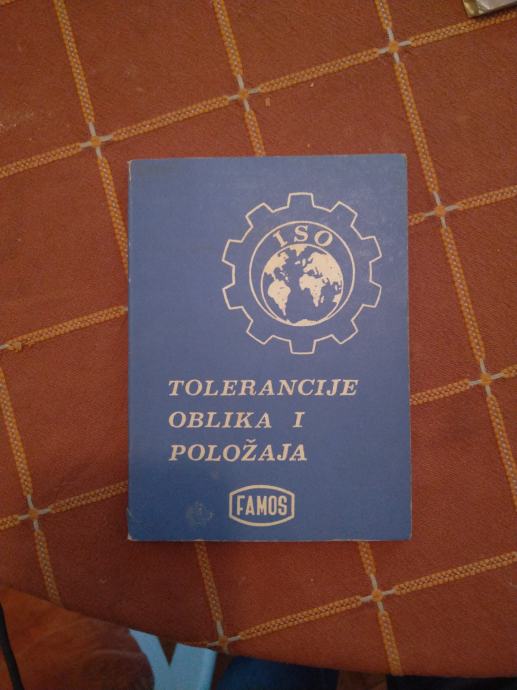 ISO
TOLERANCIJE
OBLIKA I
POLOŽAJA
FAMOS